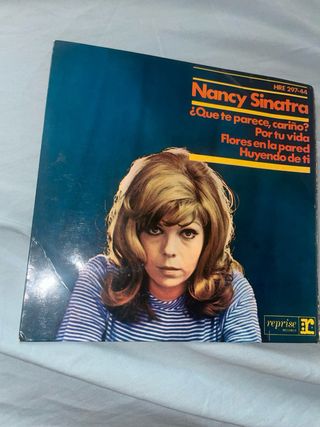 HRE 297-44
Nancy Sinatra
¿Que te parece, cariño?
Por tu vida
Flores en la pared
Huyendo de ti
reprise
RECORDS
r